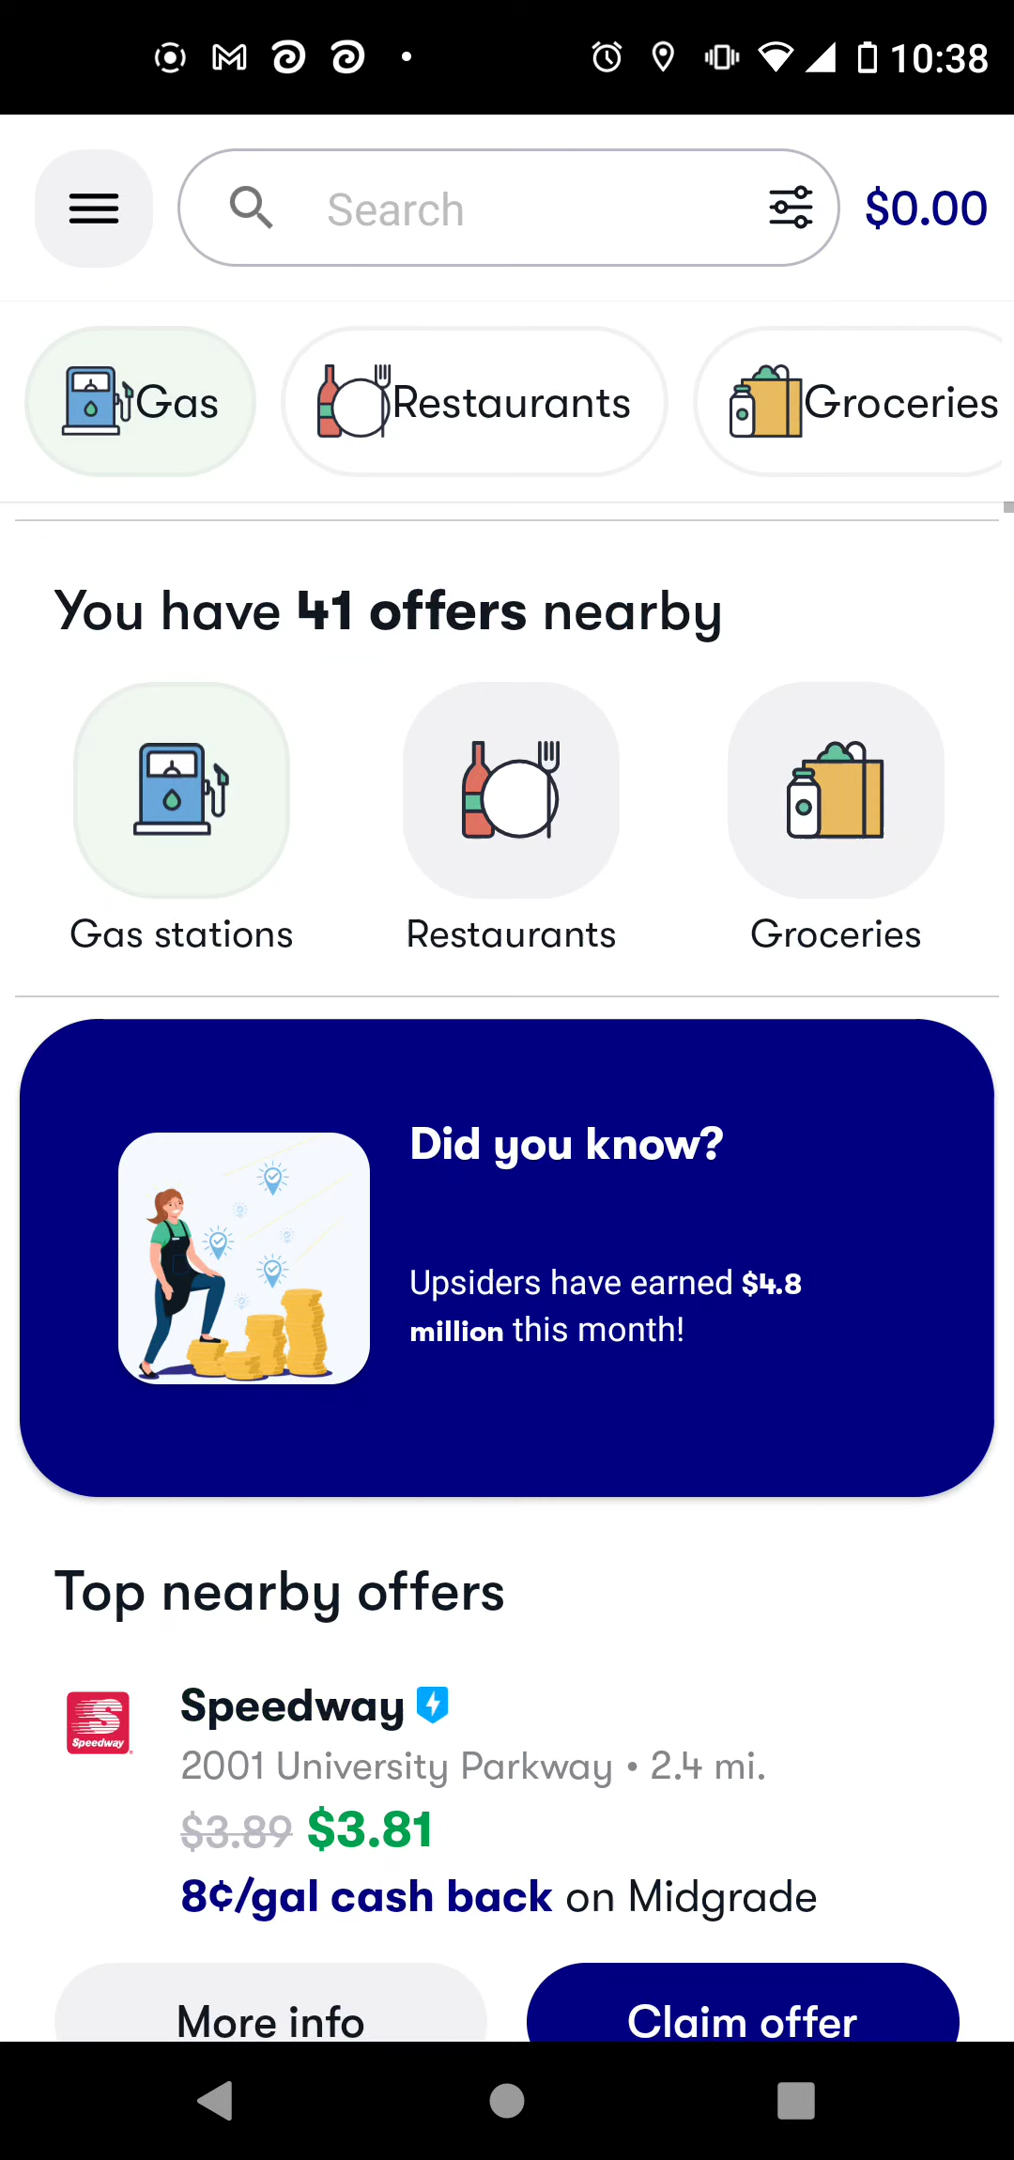 10:38
Search
$0.00
Gas
Restaurants
Groceries
You have 41 offers nearby
Gas stations
Restaurants
Groceries
Did you know?
Upsiders have earned $4.8
million this month!
Top nearby offers
Speedway
Speedway
2001 University Parkway • 2.4 mi.
$3.89 $3.81
8¢/gal cash back on Midgrade
More info
Claim offer